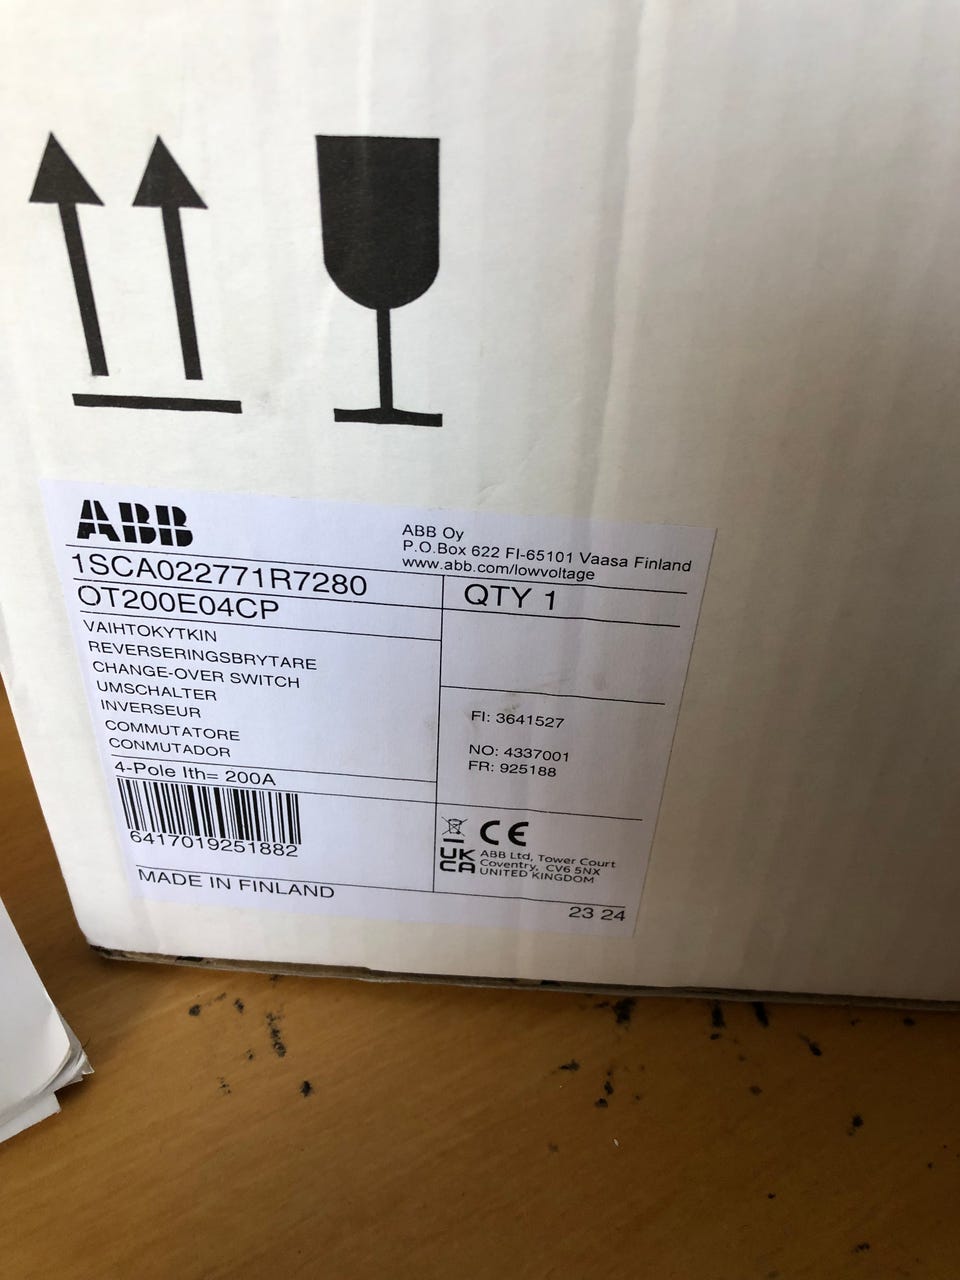 ABB
ABB Oy
P.O.Box 622 FI-65101 Vaasa Finland
www.abb.com/lowvoltage
1SCA022771R7280
OT200E04CP
QTY 1
VAIHTOKYTKIN
REVERSERINGSBRYTARE
CHANGE-OVER SWITCH
UMSCHALTER
INVERSEUR
COMMUTATORE
CONMUTADOR
FI: 3641527
NO: 4337001
FR: 925188
4-Pole Ith= 200A
6417019251882
CE
UK
CA
ABB Ltd, Tower Court
Coventry, CV6 5NX
UNITED KINGDOM
MADE IN FINLAND
23 24